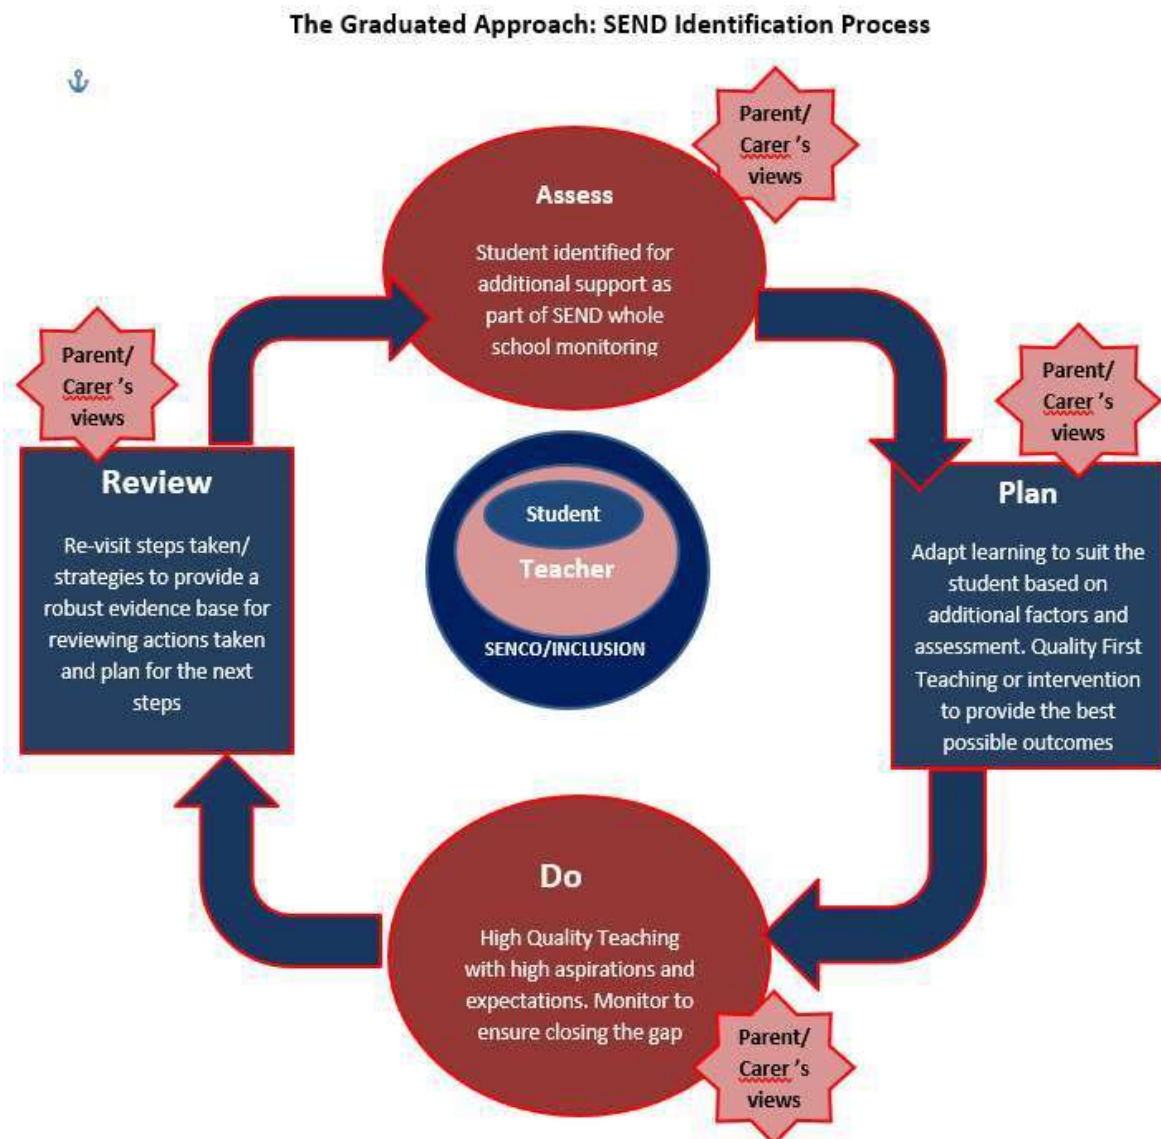 The Graduated Approach: SEND Identification Process
Parent/
Carer 's
views
Assess
Student identified for
additional support as
part of SEND whole
school monitoring
Parent/
Carer 's
views
Plan
Adapt learning to suit the
student based on
additional factors and
assessment. Quality First
Teaching or intervention
to provide the best
possible outcomes
Do
High Quality Teaching
with high aspirations and
expectations. Monitor to
ensure closing the gap
Parent/
Carer 's
views
Parent/
Carer 's
views
Review
Re-visit steps taken/
strategies to provide a
robust evidence base for
reviewing actions taken
and plan for the next
steps
Student
Teacher
SENCO/INCLUSION